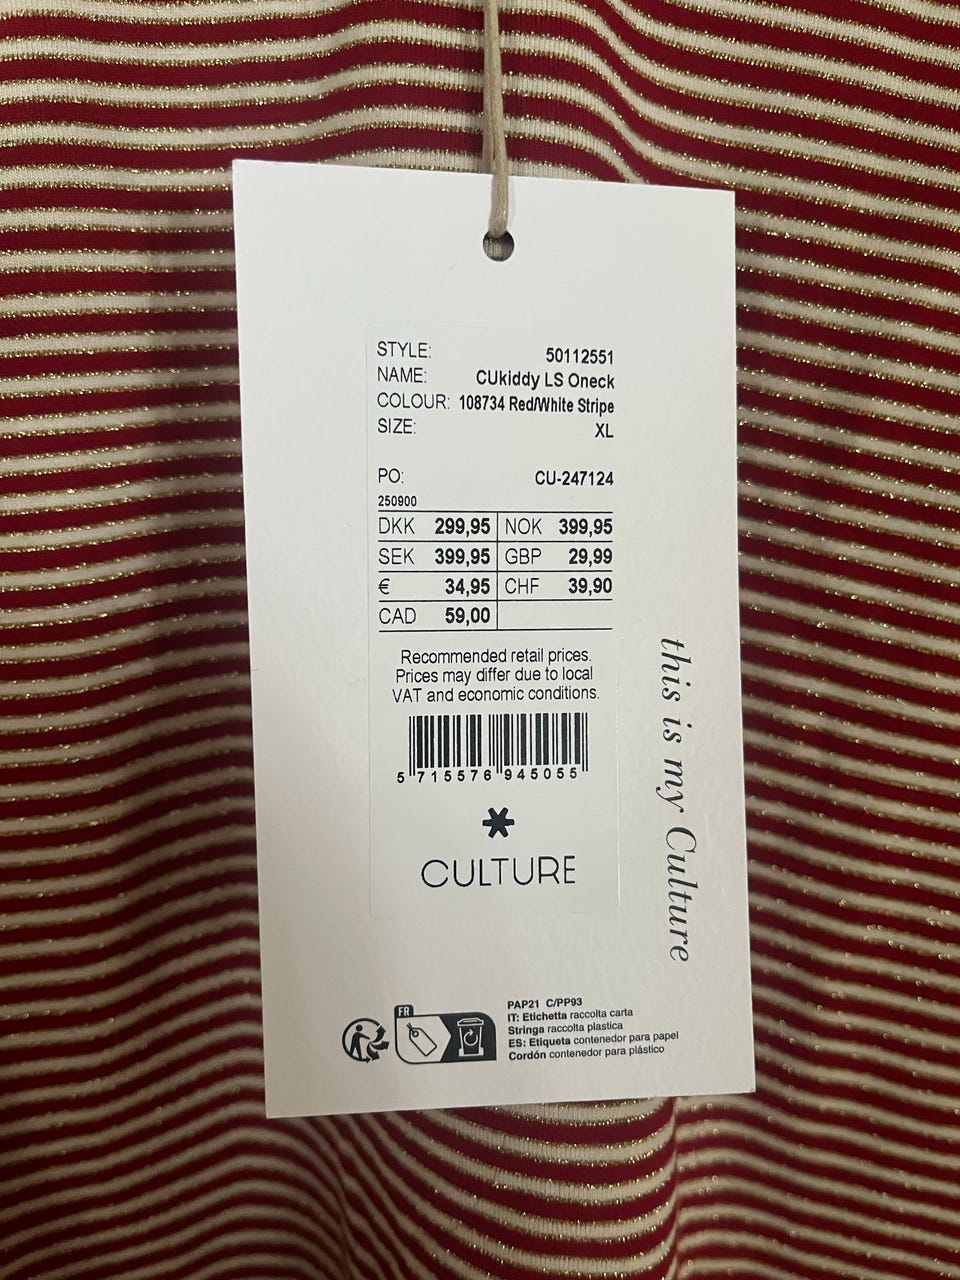 STYLE: 50112551
NAME: CUkiddy LS Oneck
COLOUR: 108734 Red/White Stripe
SIZE: XL
PO: CU-247124
250900
DKK 299,95 NOK 399,95
SEK 399,95 GBP 29,99
€ 34,95 CHF 39,90
CAD 59,00
Recommended retail prices.
Prices may differ due to local
VAT and economic conditions.
5 715576 945055
CULTURE
this is my Culture
FR
PAP21 C/PP93
IT: Etichetta raccolta carta
Stringa raccolta plastica
ES: Etiqueta contenedor para papel
Cordón contenedor para plástico